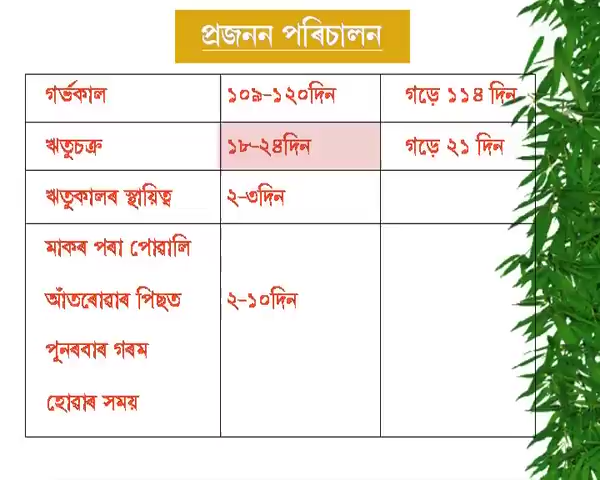 প্ৰজনন পৰিচালন
গৰ্ভকাল ১০৯-১২০দিন গড়ে ১১৪ দিন
ঋতুচক্ৰ ১৮-২৪দিন গড়ে ২১ দিন
ঋতুকালৰ স্থায়িত্ব ২-৩দিন
মাকৰ পৰা পোৱালি
আঁতৰোৱাৰ পিছত ২-১০দিন
পূনৰবাৰ গৰম
হোৱাৰ সময়